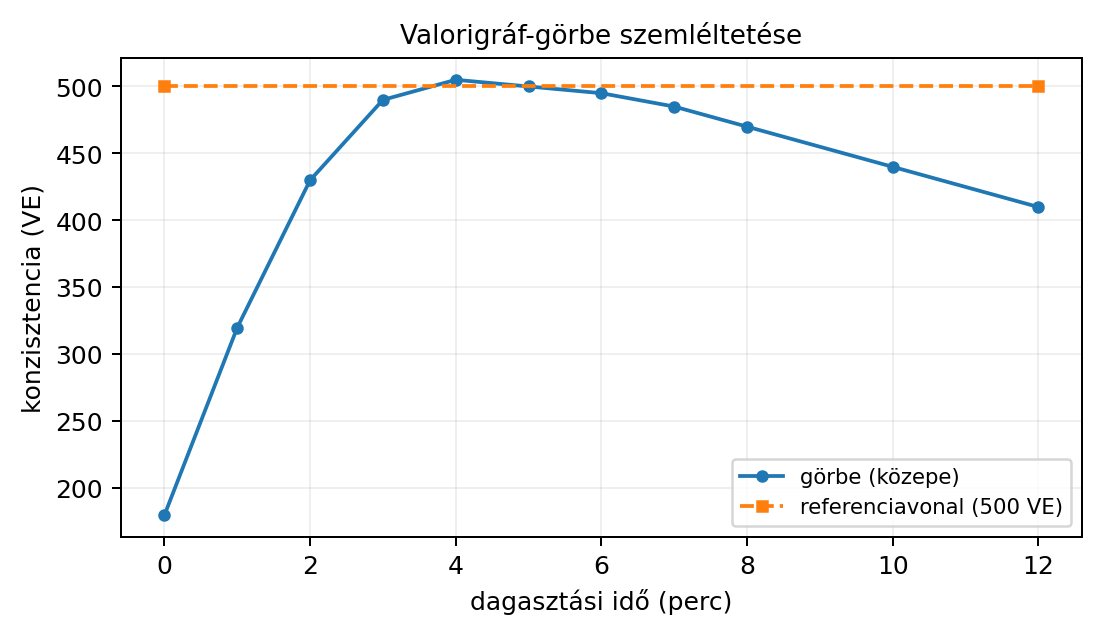 Valorigráf-görbe szemléltetése
konzisztencia (VE)
500
450
400
350
300
250
200
görbe (közepe)
referenciavonal (500 VE)
0 2 4 6 8 10 12
dagasztási idő (perc)